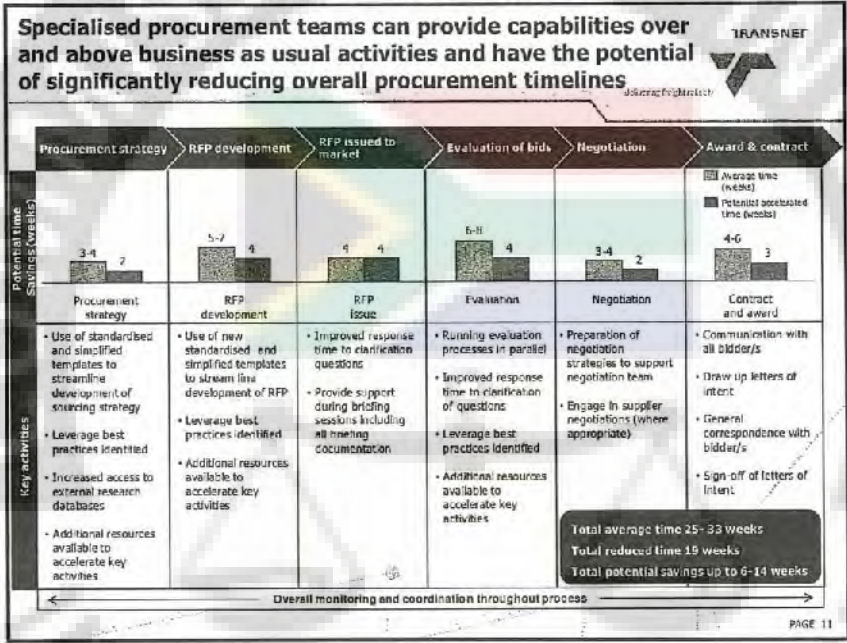 Specialised procurement teams can provide capabilities over
and above business as usual activities and have the potential
of significantly reducing overall procurement timelines
TRANSNET
delivering freight reliably
Procurement strategy
RFP development
RFP issued to
market
Evaluation of bids
Negotiation
Award & contract
Potential time
Savings (weeks)
Average time
(weeks)
Potential accelerated
time (weeks)
3-4
2
5-7
4
4
4
6-8
4
3-4
2
4-6
3
Procurement
strategy
RFP
development
RFP
issue
Evaluation
Negotiation
Contract
and award
Key activities
• Use of standardised
and simplified
templates to
streamline
development of
sourcing strategy
• Leverage best
practices identified
• Increased access to
external research
databases
• Additional resources
available to
accelerate key
activities
• Use of new
standardised and
simplified templates
to stream line
development of RFP
• Leverage best
practices identified
• Additional resources
available to
accelerate key
activities
• Improved response
time to clarification
questions
• Provide support
during briefing
sessions including
all briefing
documentation
• Running evaluation
processes in parallel
• Improved response
time to clarification
of questions
• Leverage best
practices identified
• Additional resources
available to
accelerate key
activities
• Preparation of
negotiation
strategies to support
negotiation team
• Engage in supplier
negotiations (where
appropriate)
• Communication with
all bidder/s
• Draw up letters of
intent
• General
correspondence with
bidder/s
• Sign-off of letters of
Intent
Total average time 25-33 weeks
Total reduced time 19 weeks
Total potential savings up to 6-14 weeks
Overall monitoring and coordination throughout process
PAGE 11